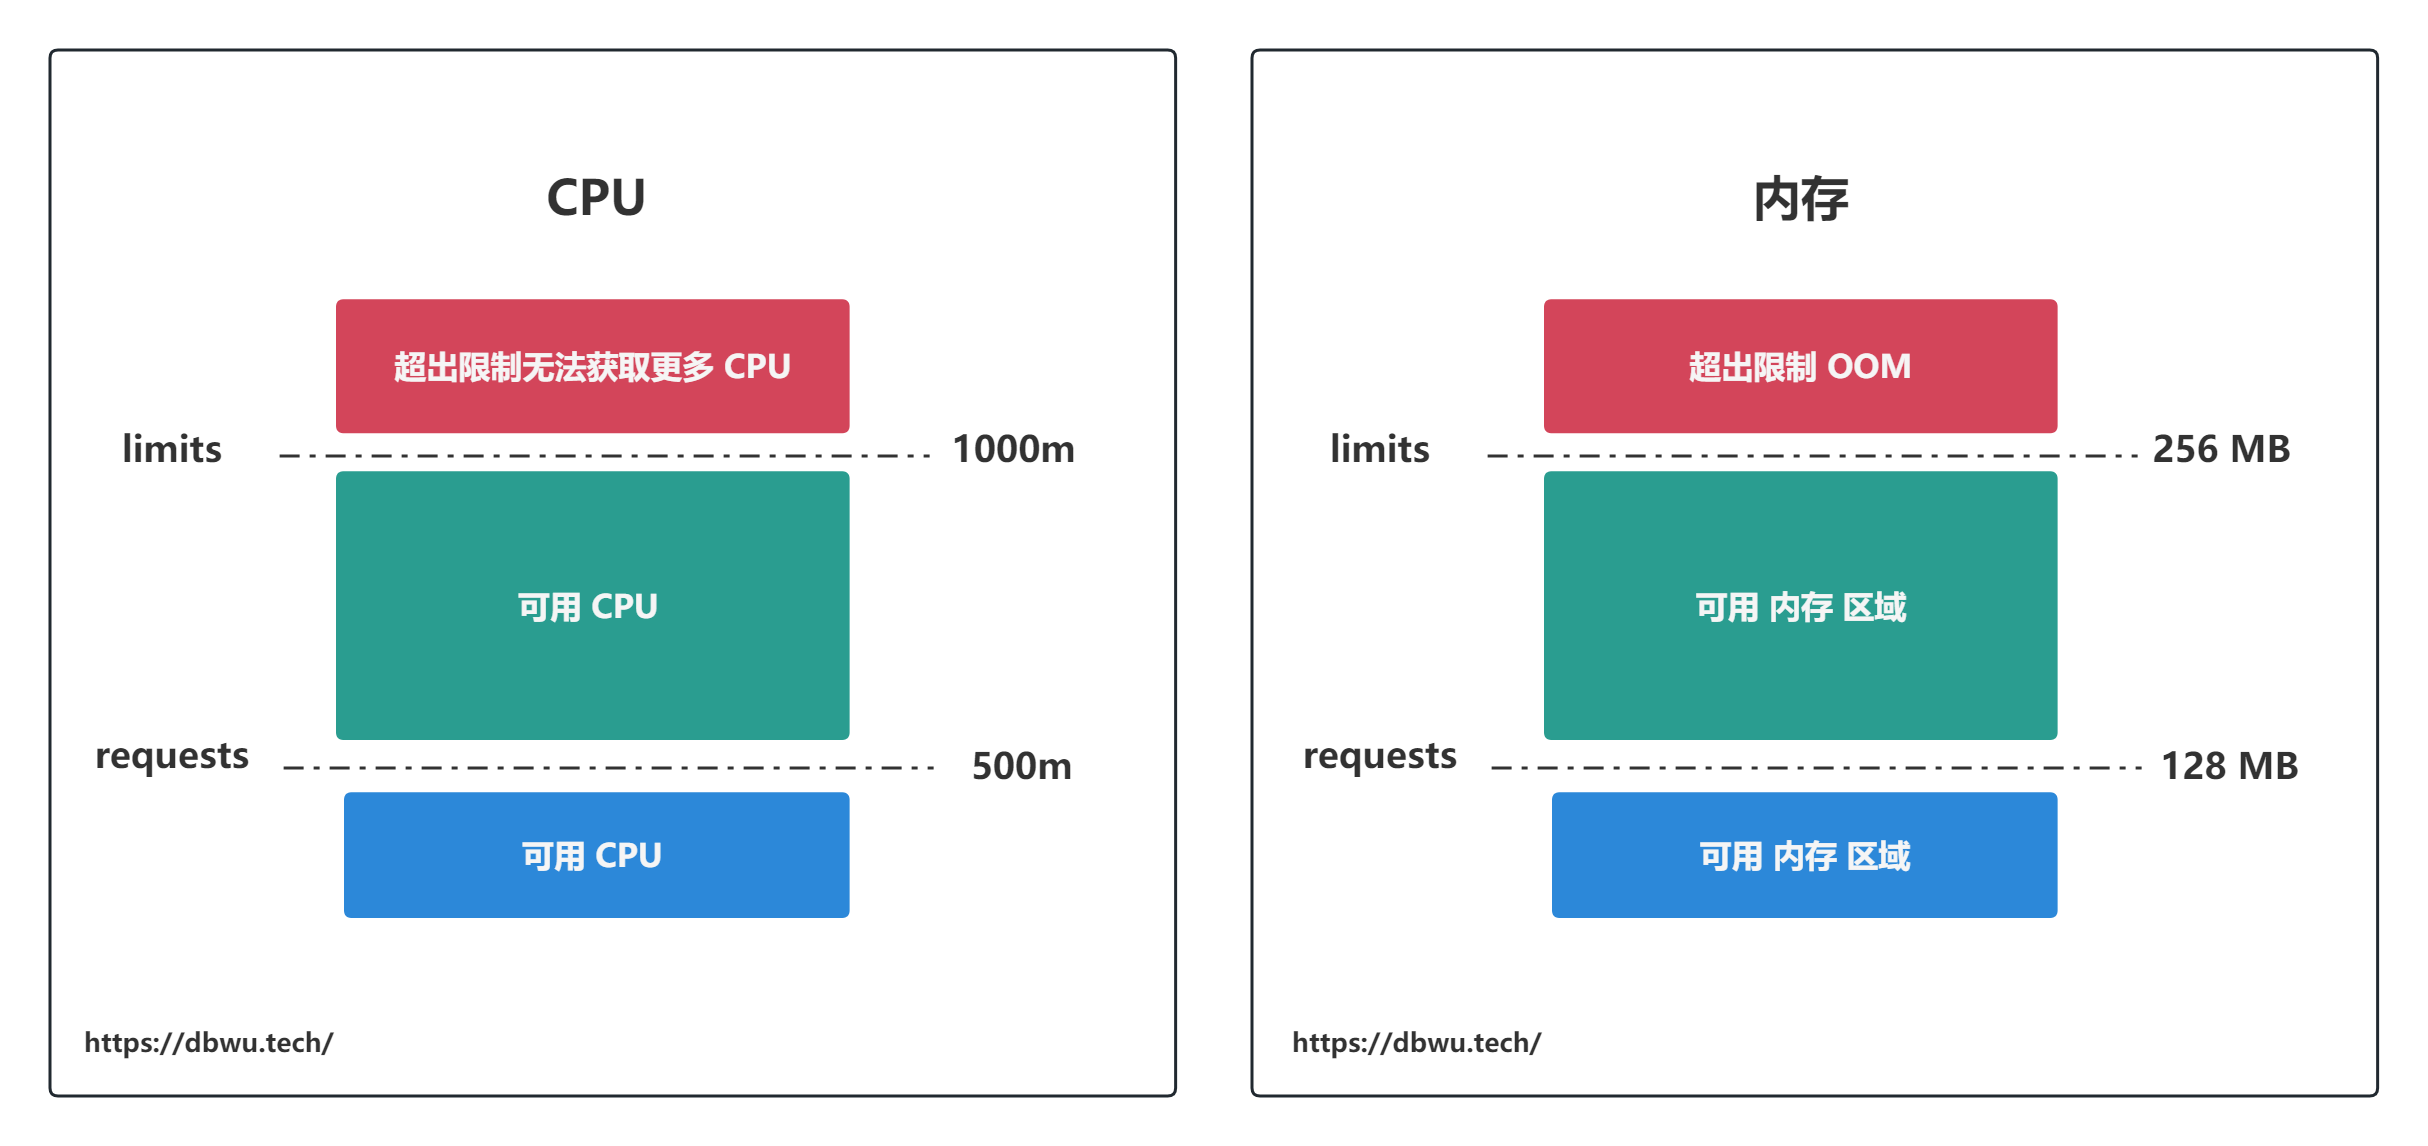 CPU
超出限制无法获取更多 CPU
limits
1000m
可用 CPU
requests
500m
可用 CPU
https://dbwu.tech/
内存
超出限制 OOM
limits
256 MB
可用 内存 区域
requests
128 MB
可用 内存 区域
https://dbwu.tech/